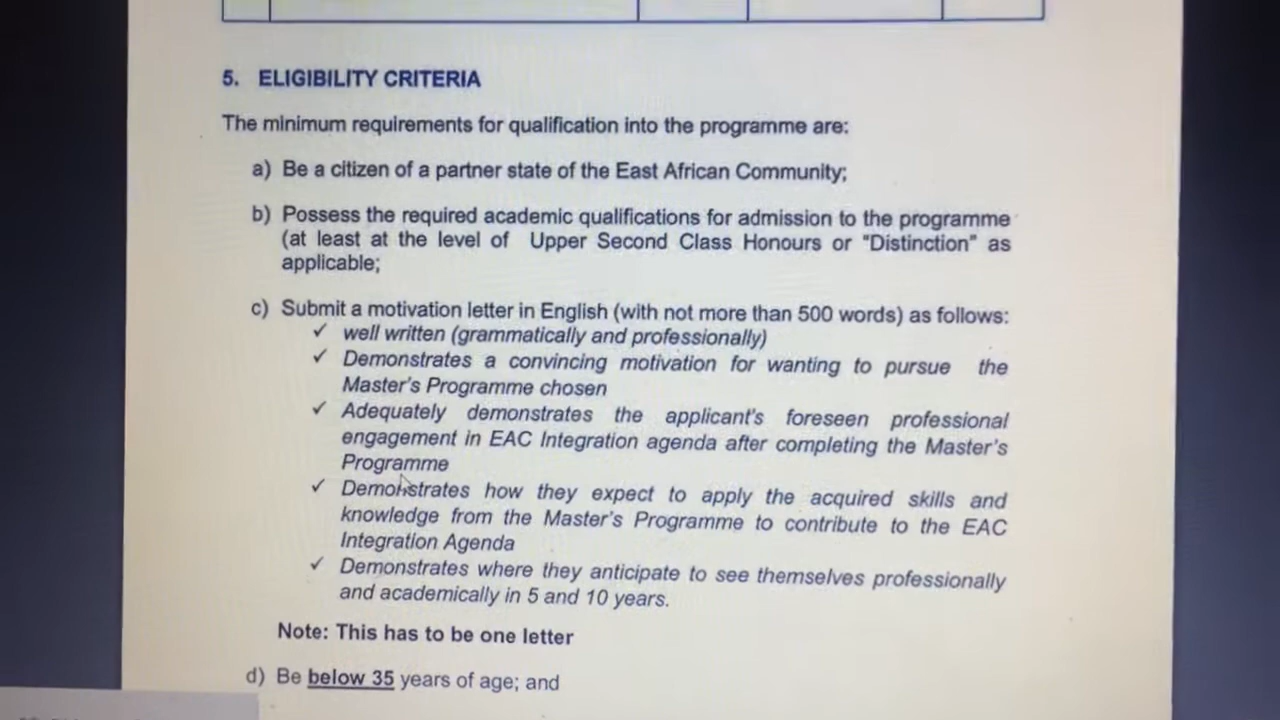 5. ELIGIBILITY CRITERIA
The minimum requirements for qualification into the programme are:
a) Be a citizen of a partner state of the East African Community;
b) Possess the required academic qualifications for admission to the programme
(at least at the level of Upper Second Class Honours or "Distinction" as
applicable;
c) Submit a motivation letter in English (with not more than 500 words) as follows:
✓ well written (grammatically and professionally)
✓ Demonstrates a convincing motivation for wanting to pursue the
Master's Programme chosen
✓ Adequately demonstrates the applicant's foreseen professional
engagement in EAC Integration agenda after completing the Master's
Programme
✓ Demonstrates how they expect to apply the acquired skills and
knowledge from the Master's Programme to contribute to the EAC
Integration Agenda
✓ Demonstrates where they anticipate to see themselves professionally
and academically in 5 and 10 years.
Note: This has to be one letter
d) Be below 35 years of age; and